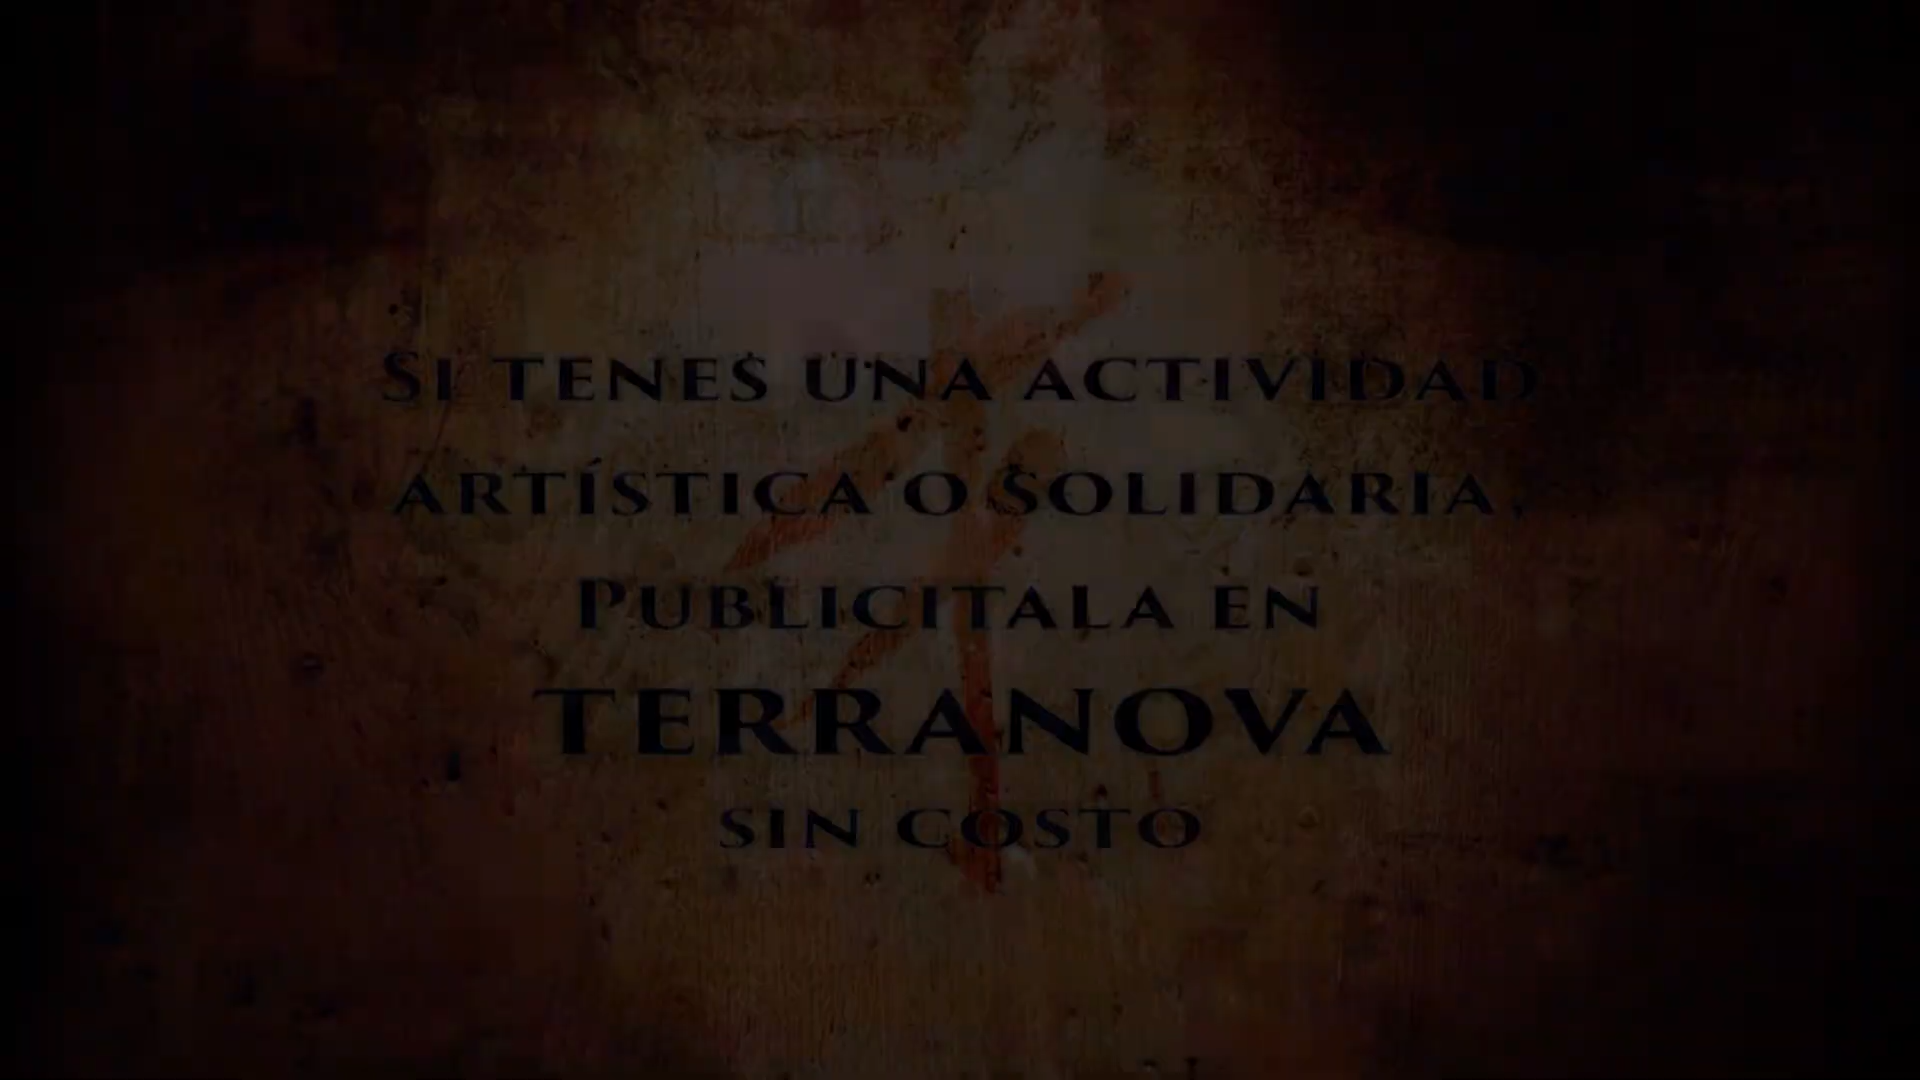 Si tenes una actividad
artística o solidaria,
Publicitala en
TERRANOVA
sin costo